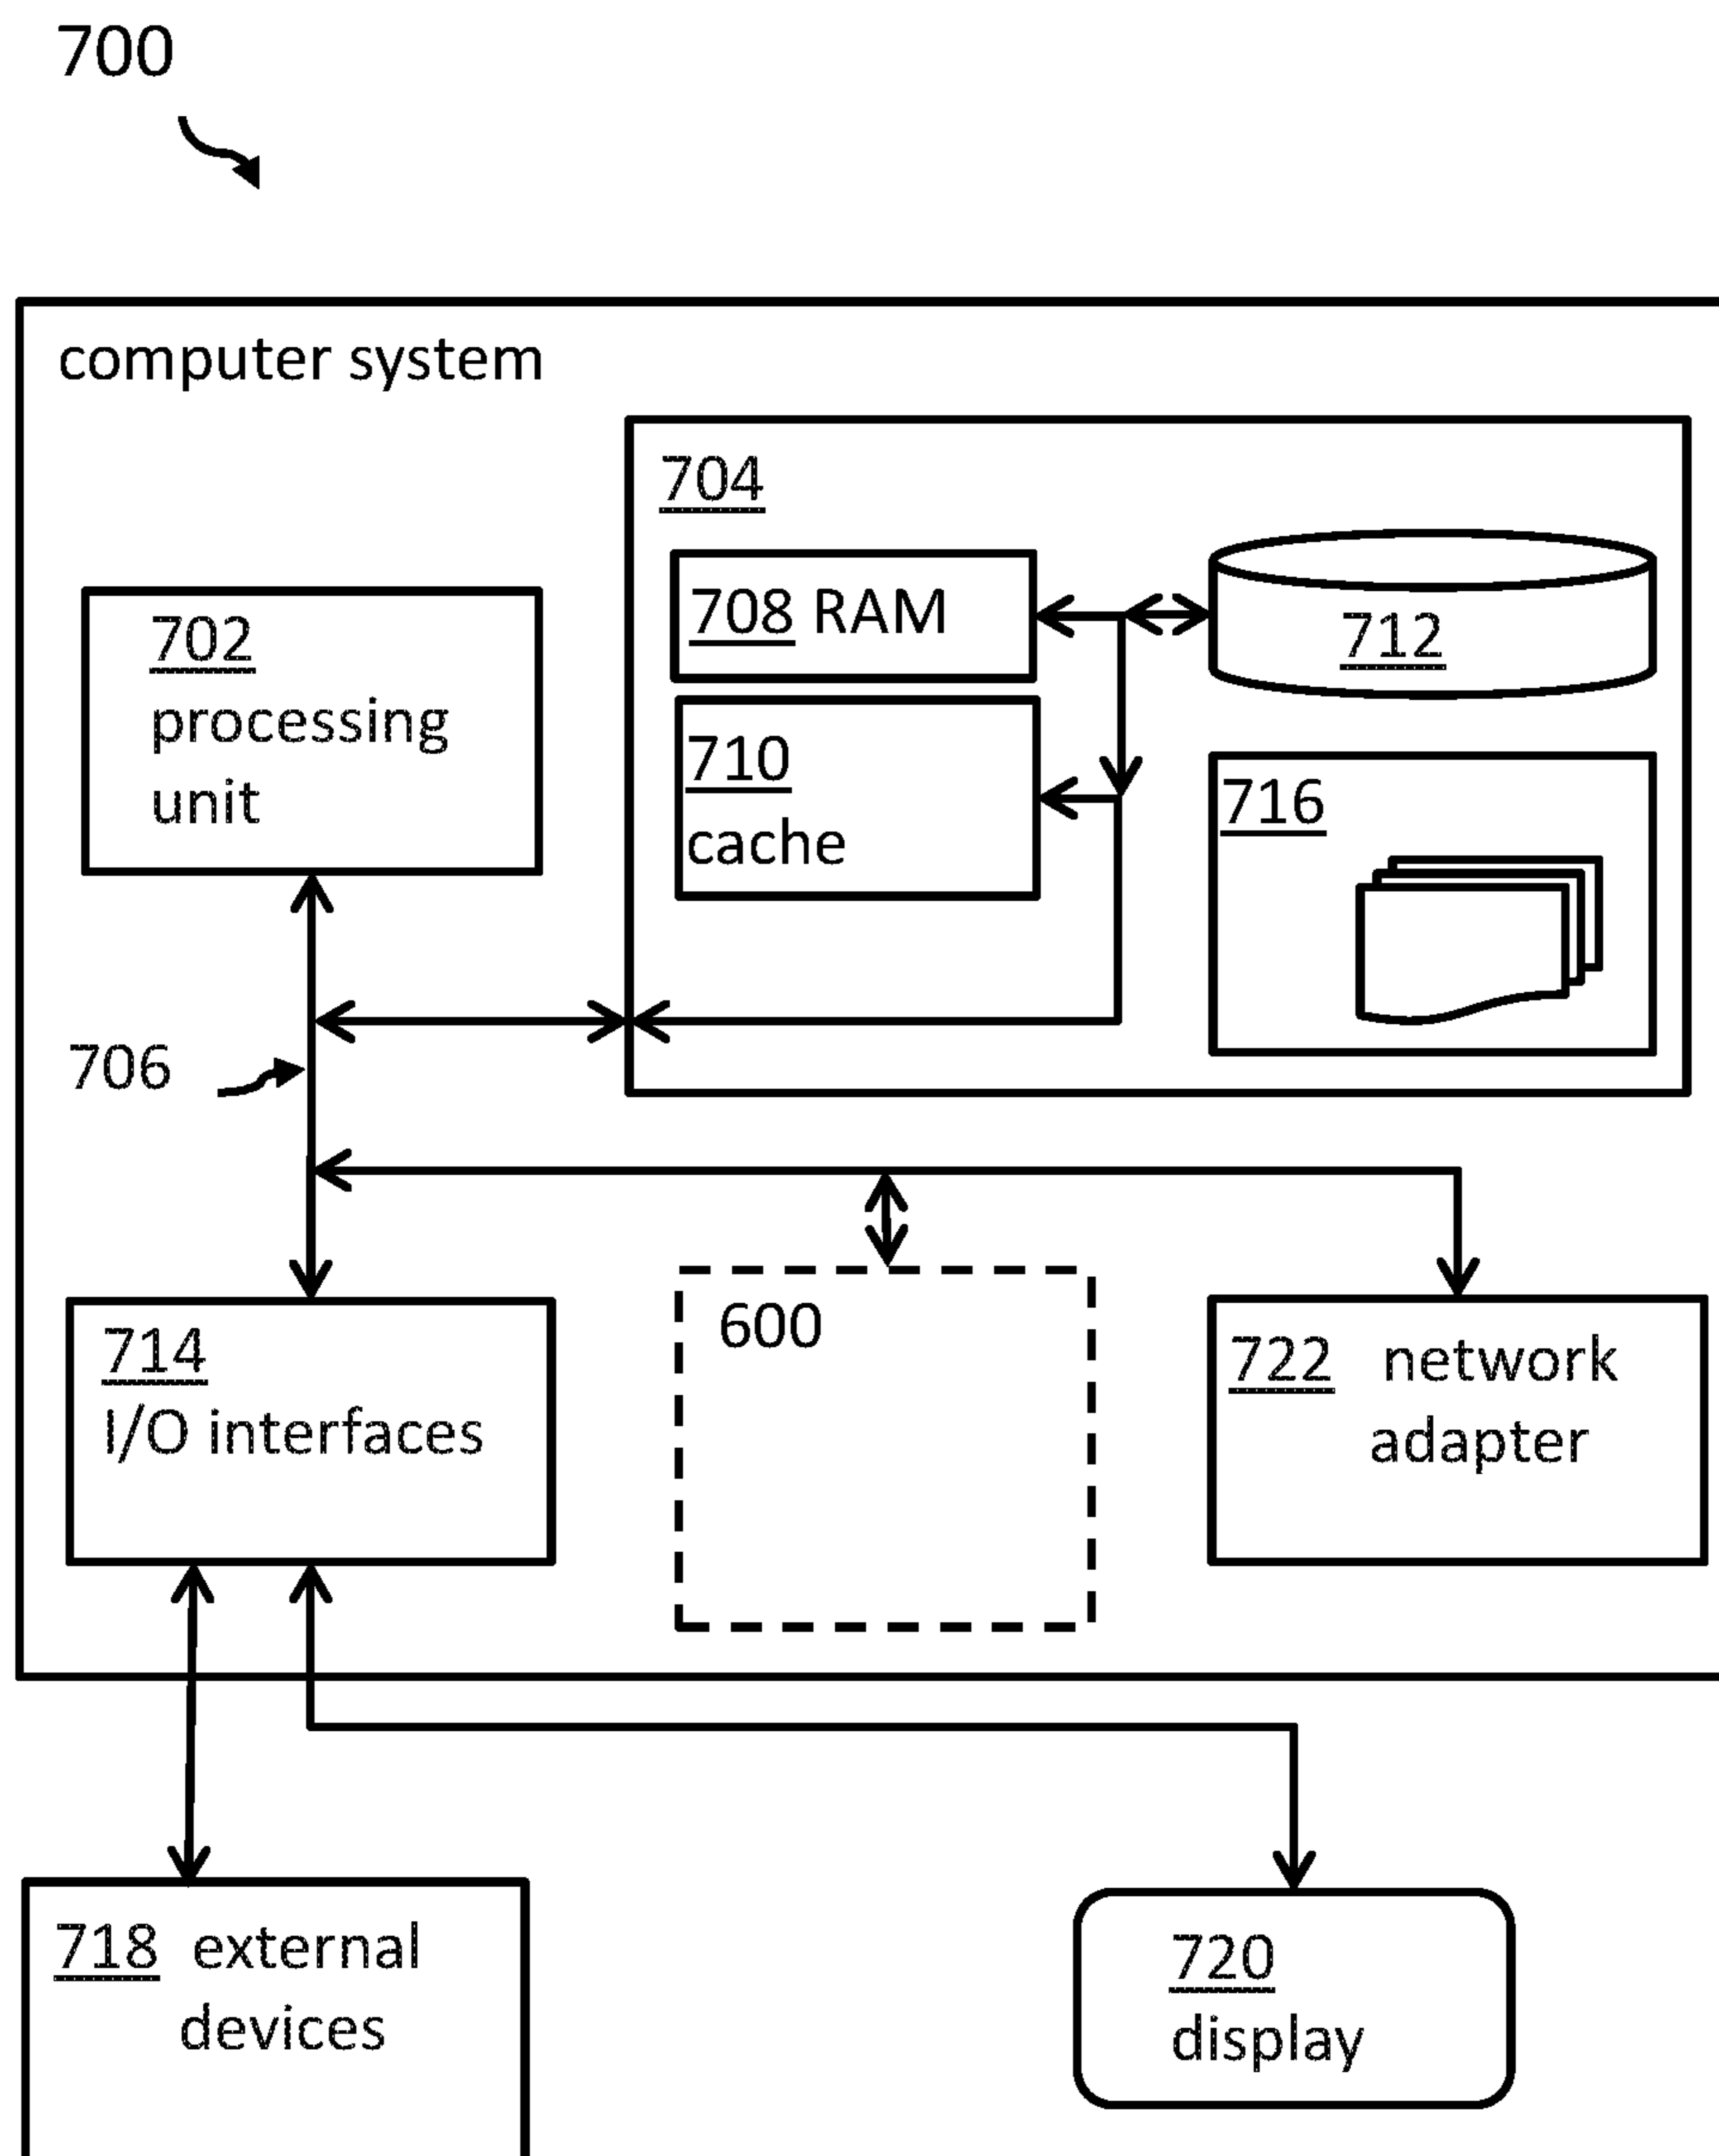 700
computer system
704
702
processing
unit
708 RAM
712
710
cache
716
706
714
I/O interfaces
600
722 network
adapter
718 external
devices
720
display